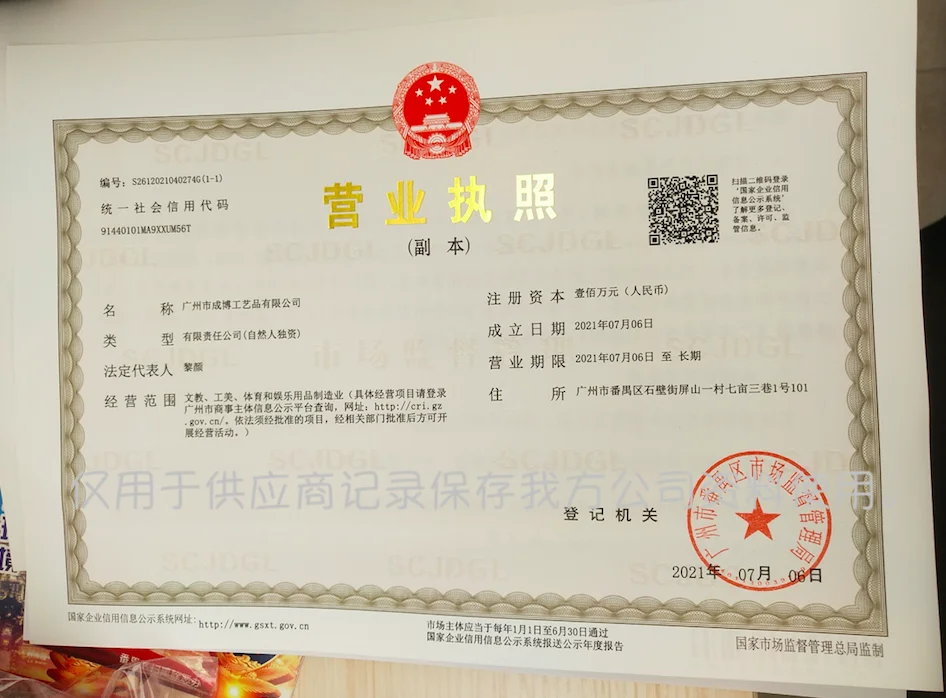 编号: S2612021040274G(1-1)
统一社会信用代码
91440101MA9XXUM56T
营业执照
(副 本)
扫描二维码登录
'国家企业信用
信息公示系统'
了解更多登记、
备案、许可、监
管信息。
名 称 广州市成博工艺品有限公司
类 型 有限责任公司(自然人独资)
法定代表人 黎颜
经营范围 文教、工美、体育和娱乐用品制造业（具体经营项目请登录
广州市商事主体信息公示平台查询, 网址: http://cri.gz
.gov.cn/。依法须经批准的项目, 经相关部门批准后方可开
展经营活动。）
注册资本 壹佰万元（人民币）
成立日期 2021年07月06日
营业期限 2021年07月06日 至 长期
住 所 广州市番禺区石壁街屏山一村七亩三巷1号101
仅用于供应商记录保存我方公司
登记机关
广州市番禺区市场监督管理局
2021年 07月 06日
国家企业信用信息公示系统网址: http://www.gsxt.gov.cn
市场主体应当于每年1月1日至6月30日通过
国家企业信用信息公示系统报送公示年度报告
国家市场监督管理总局监制